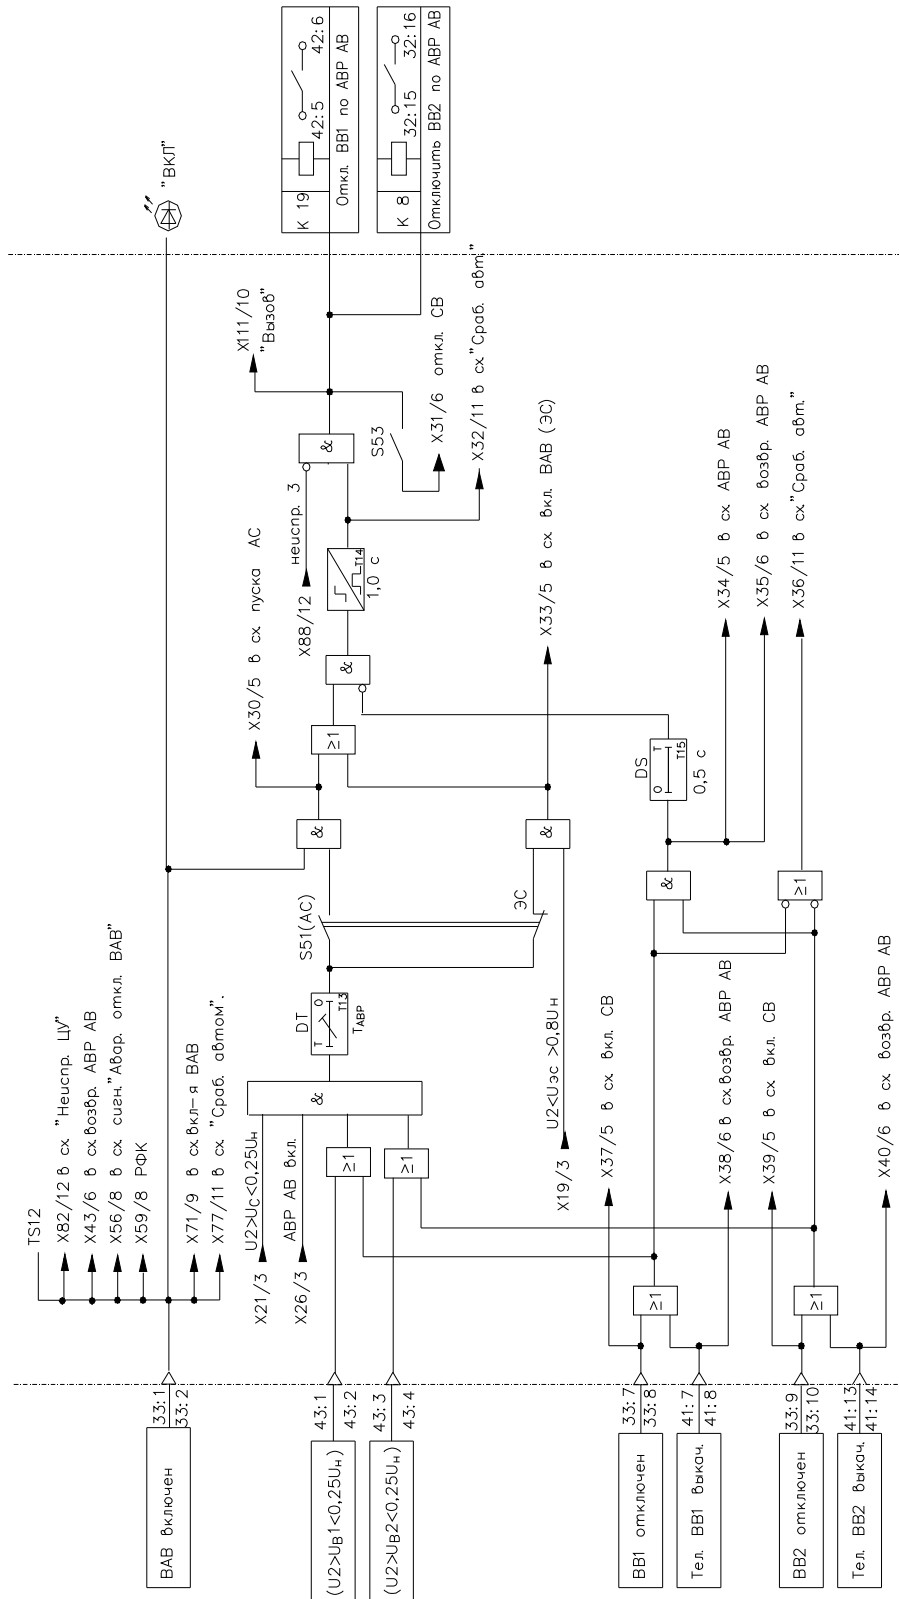 ВАВ включен
33:1
33:2
TS12
X82/12 в сх "Неиспр. ЦУ"
X43/6 в сх.возвр. АВР АВ
X56/8 в сх. сигн."Авар. откл. ВАВ"
X59/8 РФК
X71/9 в сх.вкл-я ВАВ
X77/11 в сх "Сраб. автом".
"ВКЛ"
(U2>UВ1<0,25UН)
43:1
43:2
(U2>UВ2<0,25UН)
43:3
43:4
X21/3
U2>UС<0,25UН
X26/3
АВР АВ вкл.
≥1
≥1
&
DT
T
O
T13
TАВР
S51(АС)
ЭС
&
X30/5 в сх пуска АС
≥1
&
X88/12
неиспр. 3
T14
1,0 с
&
X111/10
"Вызов"
S53
X31/6 откл. СВ
X32/11 в сх"Сраб. авт"
К 19
42:5
42:6
Откл. ВВ1 по АВР АВ
К 8
32:15
32:16
Отключить ВВ2 по АВР АВ
X19/3
U2<UЭС >0,8UН
&
X33/5 в сх вкл. ВАВ (ЭС)
ВВ1 отключен
33:7
33:8
Тел. ВВ1 выкач.
41:7
41:8
≥1
X37/5 в сх. вкл. СВ
X38/6 в сх.возвр. АВР АВ
ВВ2 отключен
33:9
33:10
Тел. ВВ2 выкач.
41:13
41:14
≥1
X39/5 в сх вкл. СВ
X40/6 в сх возвр. АВР АВ
&
≥1
DS
O
T
T15
0,5 с
X34/5 в сх АВР АВ
X35/6 в сх возвр. АВР АВ
X36/11 в сх"Сраб. авт."